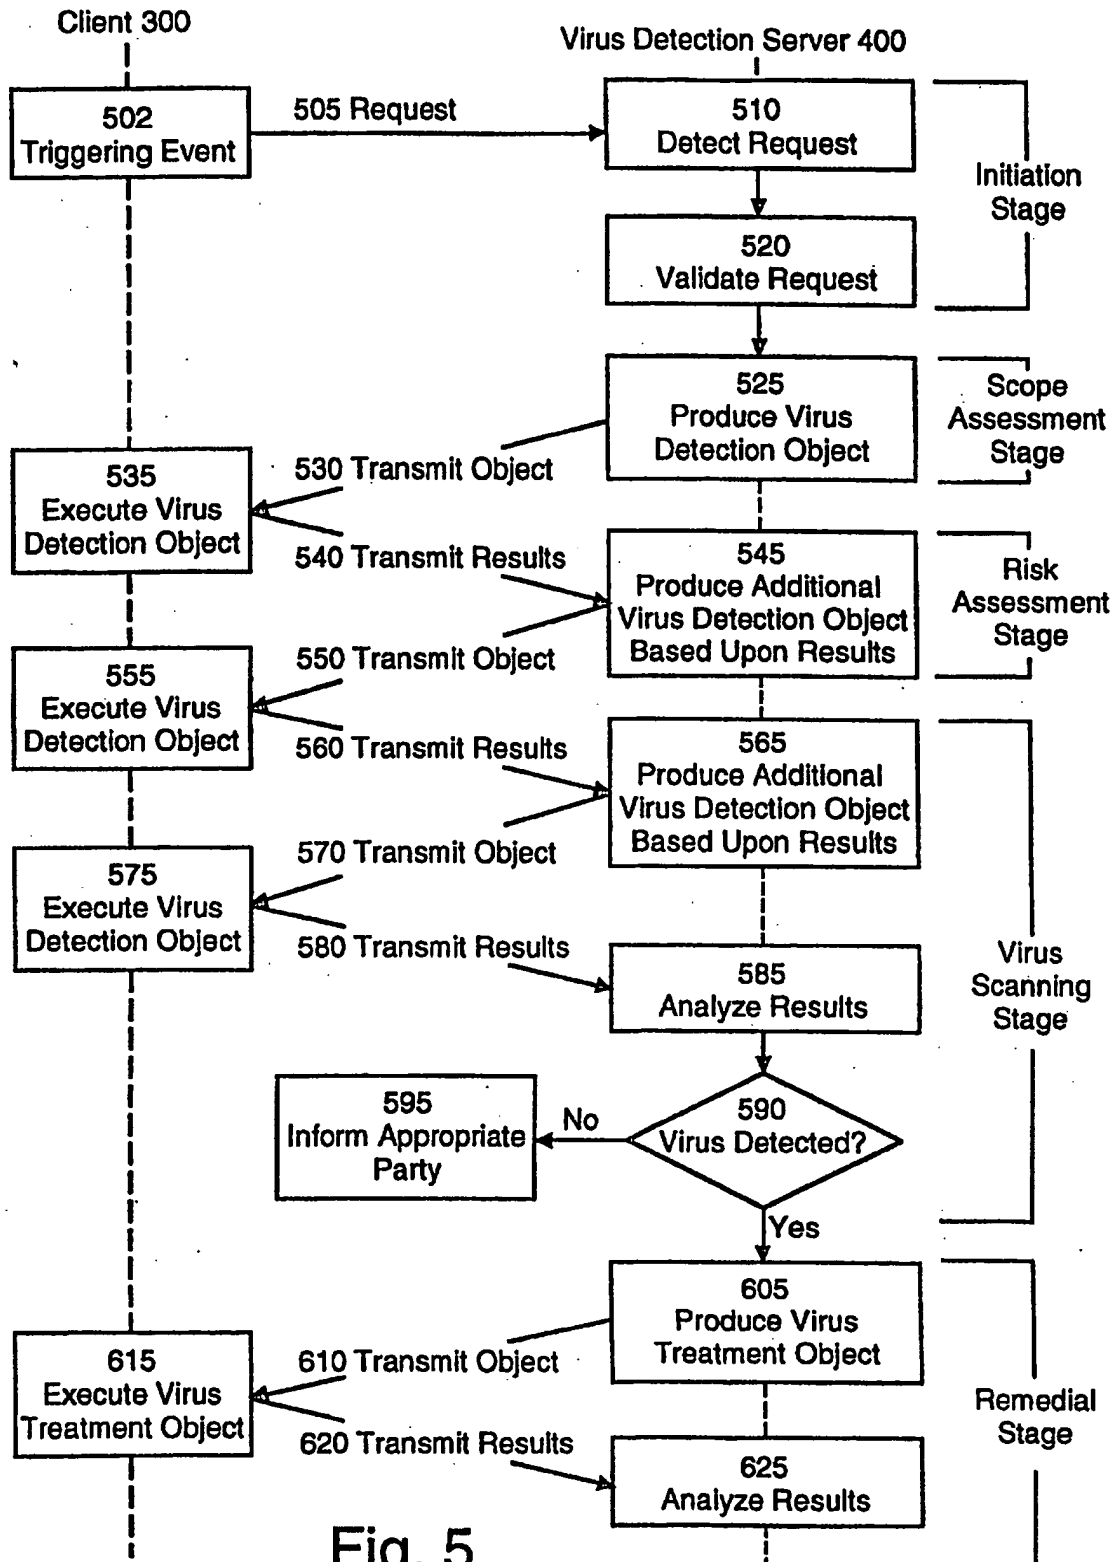 Client 300
Virus Detection Server 400
502
Triggering Event
505 Request
510
Detect Request
Initiation
Stage
520
Validate Request
525
Produce Virus
Detection Object
Scope
Assessment
Stage
530 Transmit Object
535
Execute Virus
Detection Object
540 Transmit Results
545
Produce Additional
Virus Detection Object
Based Upon Results
Risk
Assessment
Stage
550 Transmit Object
555
Execute Virus
Detection Object
560 Transmit Results
565
Produce Additional
Virus Detection Object
Based Upon Results
570 Transmit Object
575
Execute Virus
Detection Object
580 Transmit Results
585
Analyze Results
Virus
Scanning
Stage
590
Virus Detected?
No
595
Inform Appropriate
Party
Yes
605
Produce Virus
Treatment Object
610 Transmit Object
615
Execute Virus
Treatment Object
620 Transmit Results
625
Analyze Results
Remedial
Stage
Fig. 5